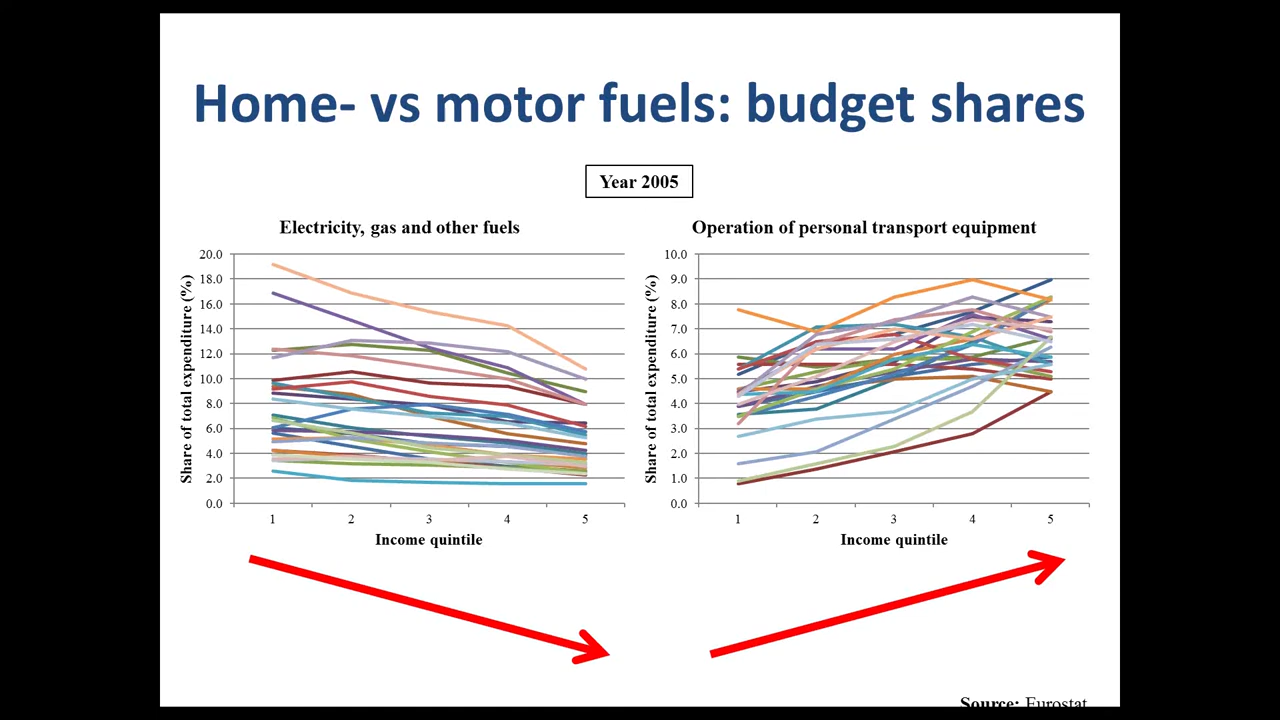 Home- vs motor fuels: budget shares
Year 2005
Electricity, gas and other fuels
Share of total expenditure (%)
20.0
18.0
16.0
14.0
12.0
10.0
8.0
6.0
4.0
2.0
0.0
1 2 3 4 5
Income quintile
Operation of personal transport equipment
Share of total expenditure (%)
10.0
9.0
8.0
7.0
6.0
5.0
4.0
3.0
2.0
1.0
0.0
1 2 3 4 5
Income quintile
Source: Eurostat